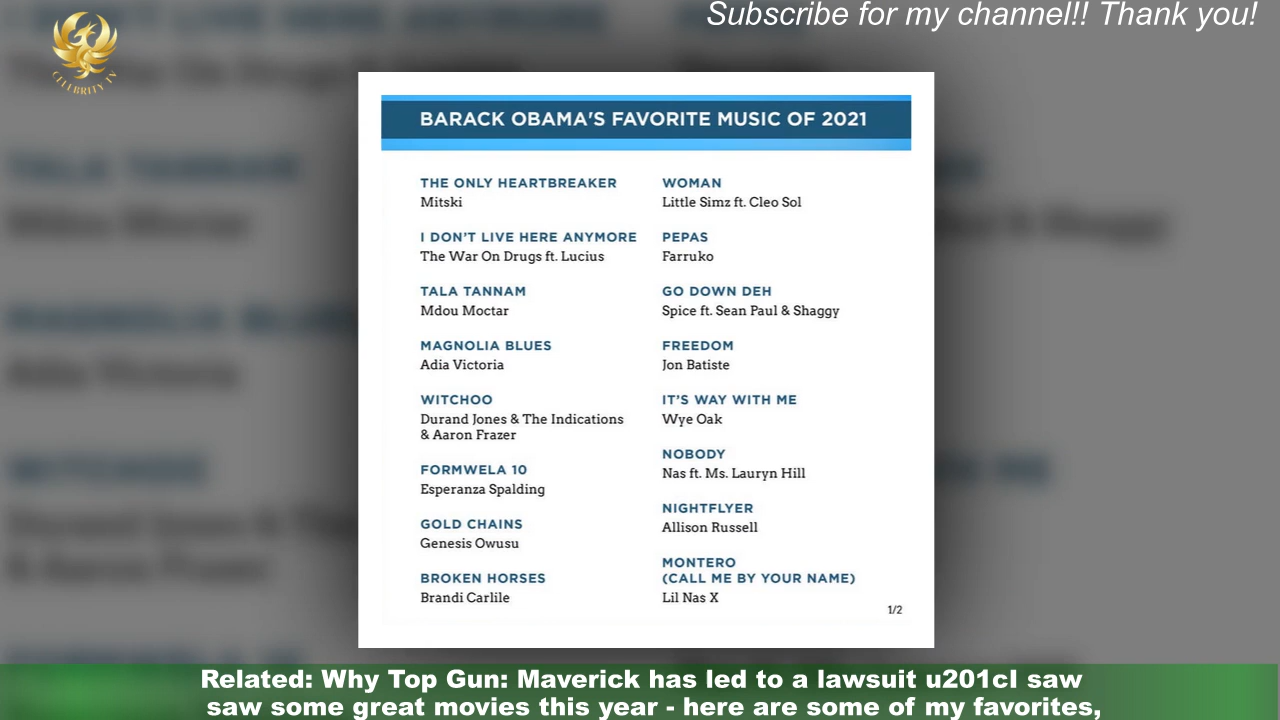 Subscribe for my channel!! Thank you!
CELEBRITY TV
BARACK OBAMA'S FAVORITE MUSIC OF 2021
THE ONLY HEARTBREAKER
Mitski
I DON'T LIVE HERE ANYMORE
The War On Drugs ft. Lucius
TALA TANNAM
Mdou Moctar
MAGNOLIA BLUES
Adia Victoria
WITCHOO
Durand Jones & The Indications
& Aaron Frazer
FORMWELA 10
Esperanza Spalding
GOLD CHAINS
Genesis Owusu
BROKEN HORSES
Brandi Carlile
WOMAN
Little Simz ft. Cleo Sol
PEPAS
Farruko
GO DOWN DEH
Spice ft. Sean Paul & Shaggy
FREEDOM
Jon Batiste
IT'S WAY WITH ME
Wye Oak
NOBODY
Nas ft. Ms. Lauryn Hill
NIGHTFLYER
Allison Russell
MONTERO
(CALL ME BY YOUR NAME)
Lil Nas X
1/2
Related: Why Top Gun: Maverick has led to a lawsuit u201cI saw
saw some great movies this year - here are some of my favorites,